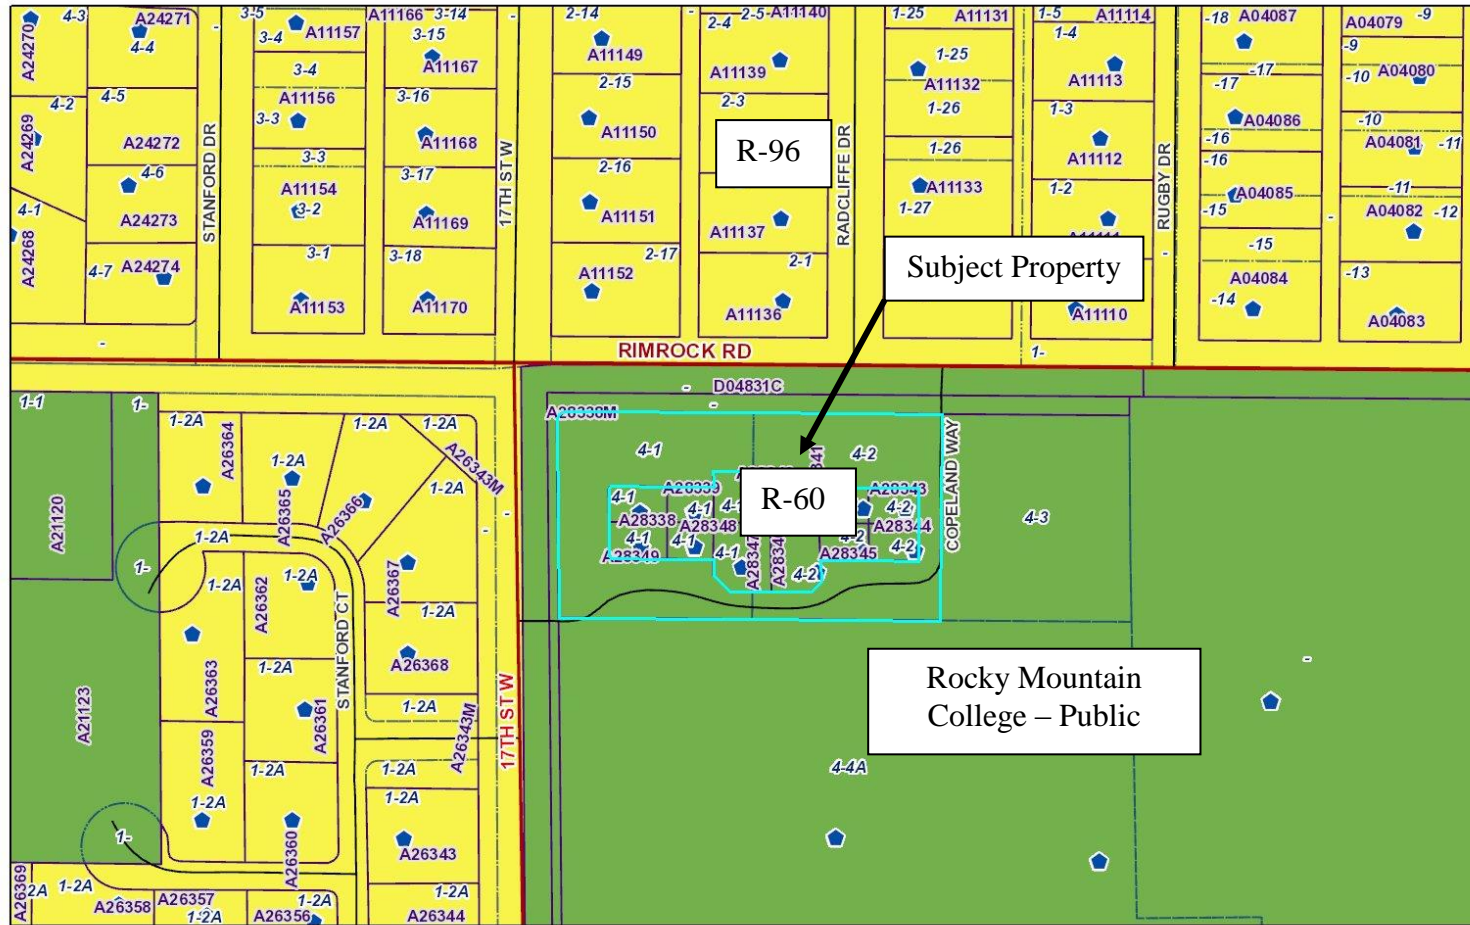 4-3
A24271
3-5
A11157
A11166
3-14
2-14
2-4
2-5
A11140
1-25
A11131
1-5
A11114
-18
A04087
A04079
-9
A24270
4-4
3-4
3-15
A11149
1-4
-9
3-4
A11167
A11139
1-25
A11132
A11113
-17
-17
-10
A04080
4-2
4-5
A11156
3-16
2-15
2-3
1-26
1-3
A04086
-10
A24269
A24272
3-3
A11168
A11150
R-96
A11112
-16
A04081
-11
STANFORD DR
3-3
17TH ST W
1-26
RADCLIFFE DR
RUGBY DR
-16
4-6
A11154
3-17
2-16
A11133
1-2
A04085
-11
4-1
3-2
A24273
A11169
A11151
A11137
1-27
-15
A04082
-12
A24268
3-1
3-18
2-17
2-1
Subject Property
-15
4-7
A24274
A11152
A04084
-13
A11153
A11170
A11136
A11110
-14
A04083
RIMROCK RD
1-
1-1
1-
D04831C
1-2A
1-2A
1-2A
A28338M
A26364
4-1
4-2
1-2A
A26343M
A26365
A26366
1-2A
4-1
A28339
R-60
A28343
4-2
4-3
COPELAND WAY
A21120
A28338
4-1
4-1
A28348
A28344
1-2A
4-1
4-1
4-1
4-2
A28345
4-2
A28349
A28347
4-2
1-
1-2A
1-2A
A26362
A26367
STANFORD CT
1-2A
A26363
1-2A
A26368
Rocky Mountain
College – Public
A21123
A26361
1-2A
17TH ST W
A26343M
A26359
1-2A
1-2A
4-4A
1-2A
1-2A
1-
A26360
A26343
A26369
2A
1-2A
1-2A
1-2A
A26358
A26357
1-2A
A26356
A26344